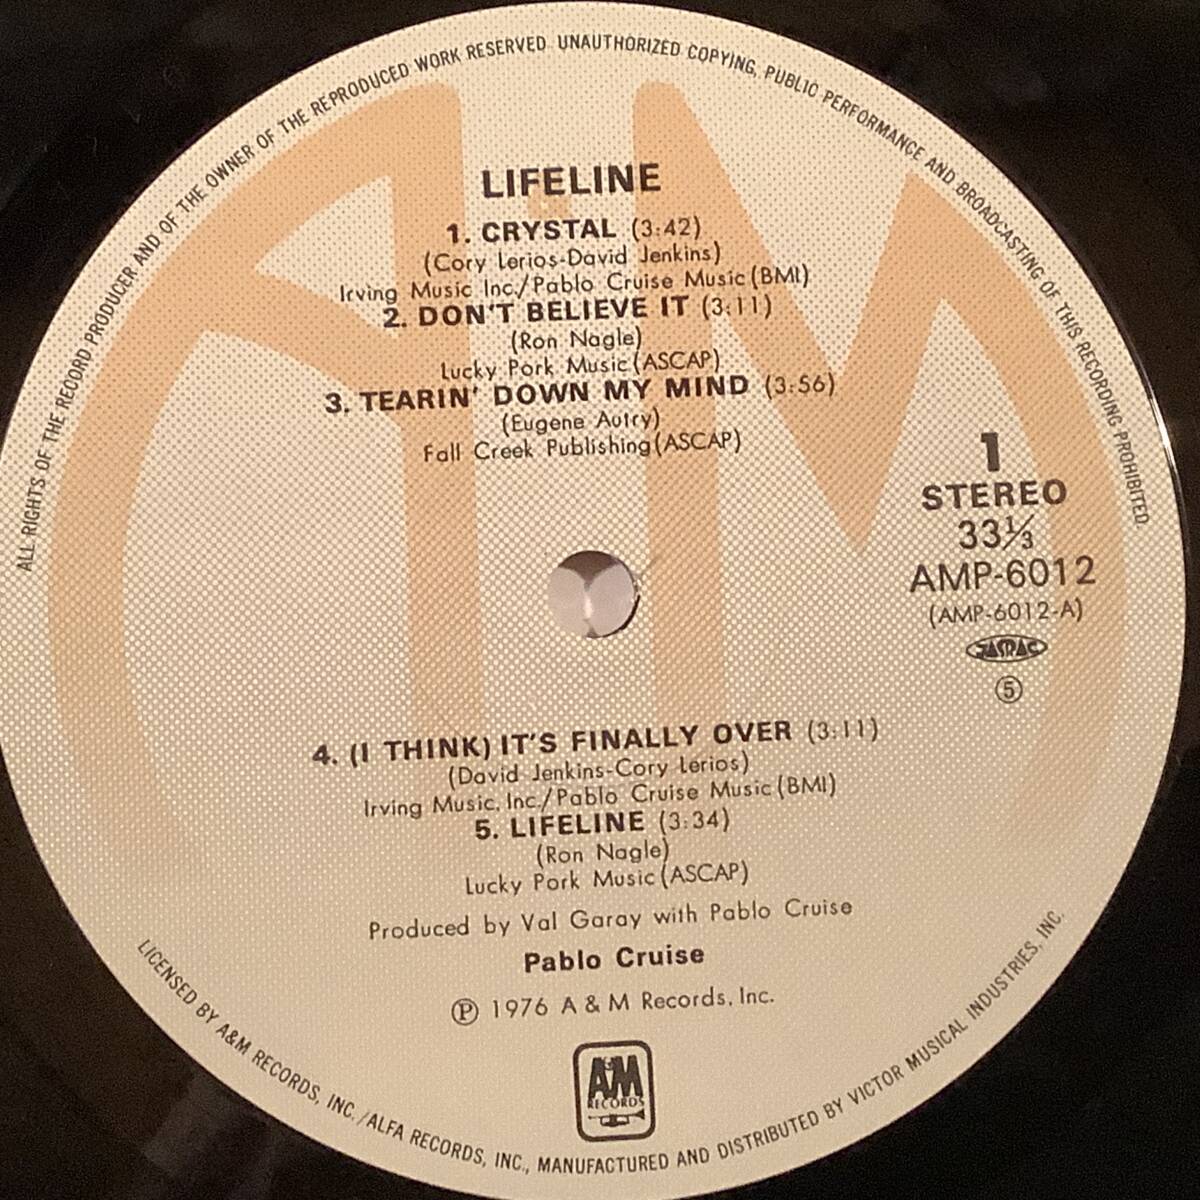 ALL RIGHTS OF THE RECORD PRODUCER AND OF THE OWNER OF THE REPRODUCED WORK RESERVED UNAUTHORIZED COPYING, PUBLIC PERFORMANCE AND BROADCASTING OF THIS RECORDING PROHIBITED.
LIFELINE
1. CRYSTAL (3:42)
(Cory Lerios-David Jenkins)
Irving Music Inc./Pablo Cruise Music (BMI)
2. DON'T BELIEVE IT (3:11)
(Ron Nagle)
Lucky Pork Music (ASCAP)
3. TEARIN' DOWN MY MIND (3:56)
(Eugene Autry)
Fall Creek Publishing (ASCAP)
1
STEREO
33⅓
AMP-6012
(AMP-6012-A)
JASRAC
⑤
4. (I THINK) IT'S FINALLY OVER (3:11)
(David Jenkins-Cory Lerios)
Irving Music, Inc./Pablo Cruise Music (BMI)
5. LIFELINE (3:34)
(Ron Nagle)
Lucky Pork Music (ASCAP)
Produced by Val Garay with Pablo Cruise
Pablo Cruise
Ⓟ 1976 A & M Records, Inc.
A&M
RECORDS
LICENSED BY A&M RECORDS, INC./ALFA RECORDS, INC., MANUFACTURED AND DISTRIBUTED BY VICTOR MUSICAL INDUSTRIES, INC.